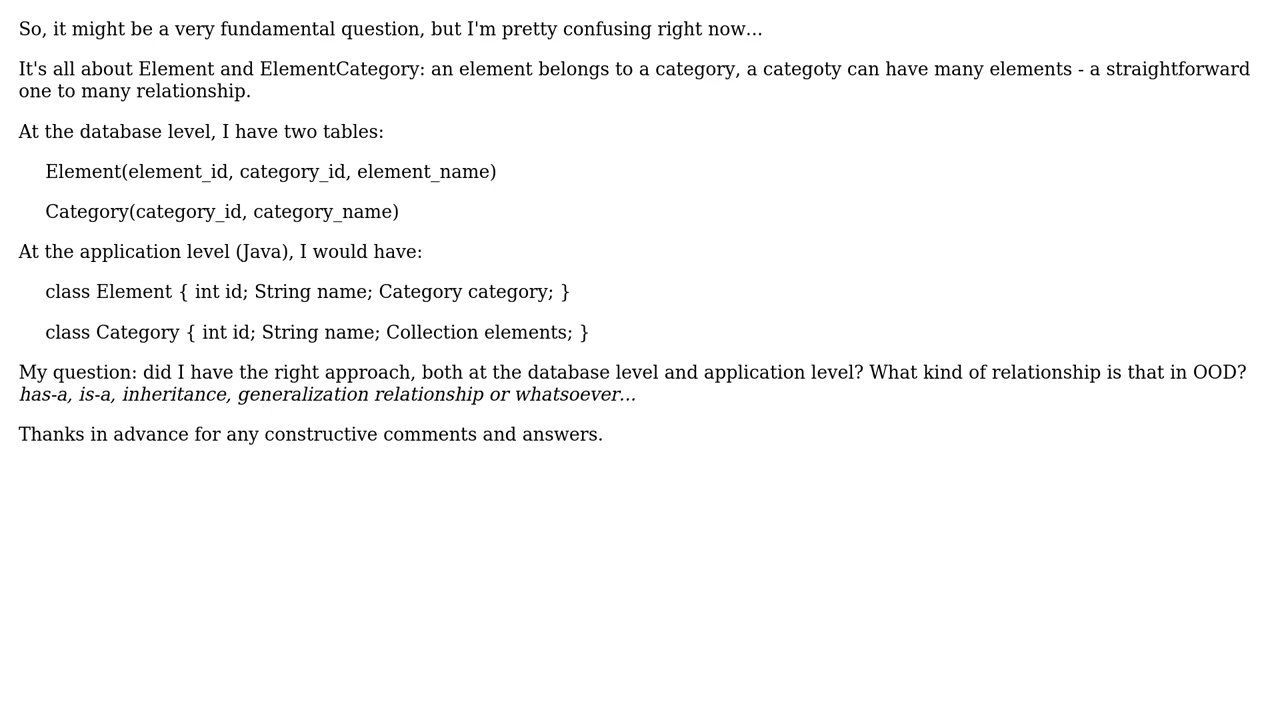 So, it might be a very fundamental question, but I'm pretty confusing right now...
It's all about Element and ElementCategory: an element belongs to a category, a categoty can have many elements - a straightforward
one to many relationship.
At the database level, I have two tables:
Element(element_id, category_id, element_name)
Category(category_id, category_name)
At the application level (Java), I would have:
class Element { int id; String name; Category category; }
class Category { int id; String name; Collection elements; }
My question: did I have the right approach, both at the database level and application level? What kind of relationship is that in OOD?
has-a, is-a, inheritance, generalization relationship or whatsoever...
Thanks in advance for any constructive comments and answers.